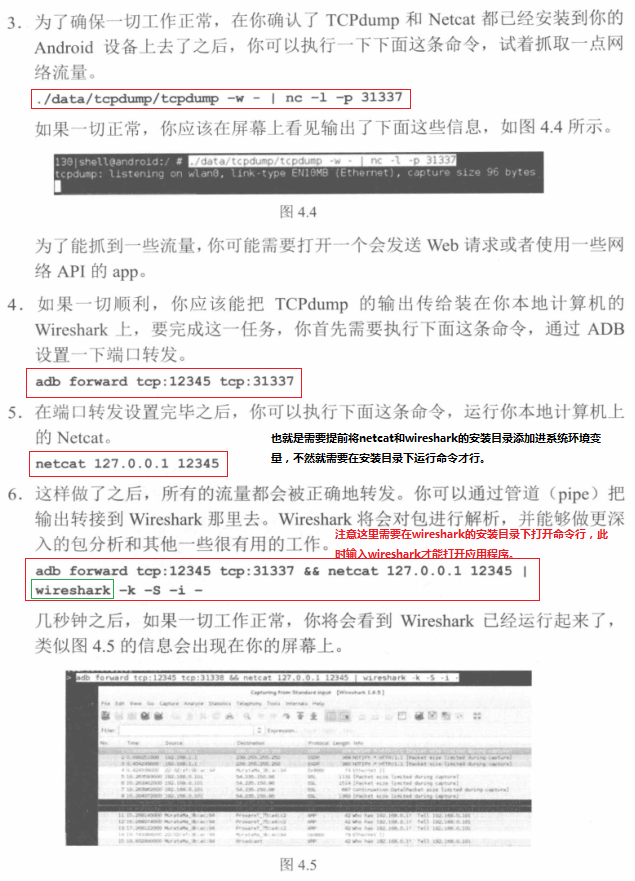 3. 为了确保一切工作正常，在你确认了 TCPdump 和 Netcat 都已经安装到你的
Android 设备上去了之后，你可以执行一下下面这条命令，试着抓取一点网
络流量。
./data/tcpdump/tcpdump –w - | nc –l –p 31337
如果一切正常，你应该在屏幕上看见输出了下面这些信息，如图 4.4 所示。
130|shell@android:/ # ./data/tcpdump/tcpdump -w - | nc -l -p 31337
tcpdump: listening on wlan0, link-type EN10MB (Ethernet), capture size 96 bytes
图 4.4
为了能抓到一些流量，你可能需要打开一个会发送 Web 请求或者使用一些网
络 API 的 app。
4. 如果一切顺利，你应该能把 TCPdump 的输出传给装在你本地计算机的
Wireshark 上，要完成这一任务，你首先需要执行下面这条命令，通过 ADB
设置一下端口转发。
adb forward tcp:12345 tcp:31337
5. 在端口转发设置完毕之后，你可以执行下面这条命令，运行你本地计算机上
的 Netcat。
也就是需要提前将netcat和wireshark的安装目录添加进系统环境变
量，不然就需要在安装目录下运行命令才行。
netcat 127.0.0.1 12345
6. 这样做了之后，所有的流量都会被正确地转发。你可以通过管道（pipe）把
输出转接到 Wireshark 那里去。Wireshark 将会对包进行解析，并能够做更深
入的包分析和其他一些很有用的工作。
注意这里需要在wireshark的安装目录下打开命令行，此
时输入wireshark才能打开应用程序。
adb forward tcp:12345 tcp:31337 && netcat 127.0.0.1 12345 |
wireshark –k –S –i –
几秒钟之后，如果一切工作正常，你将会看到 Wireshark 已经运行起来了，
类似图 4.5 的信息会出现在你的屏幕上。
> adb forward tcp:12345 tcp:31338 && netcat 127.0.0.1 12345 | wireshark -k -S -i -
Capturing from Standard input [Wireshark 1.8.5]
File Edit View Go Capture Analyze Statistics Telephony Tools Internals Help
Filter: Expression...
No. Time Source Destination Protocol Length Info
图 4.5